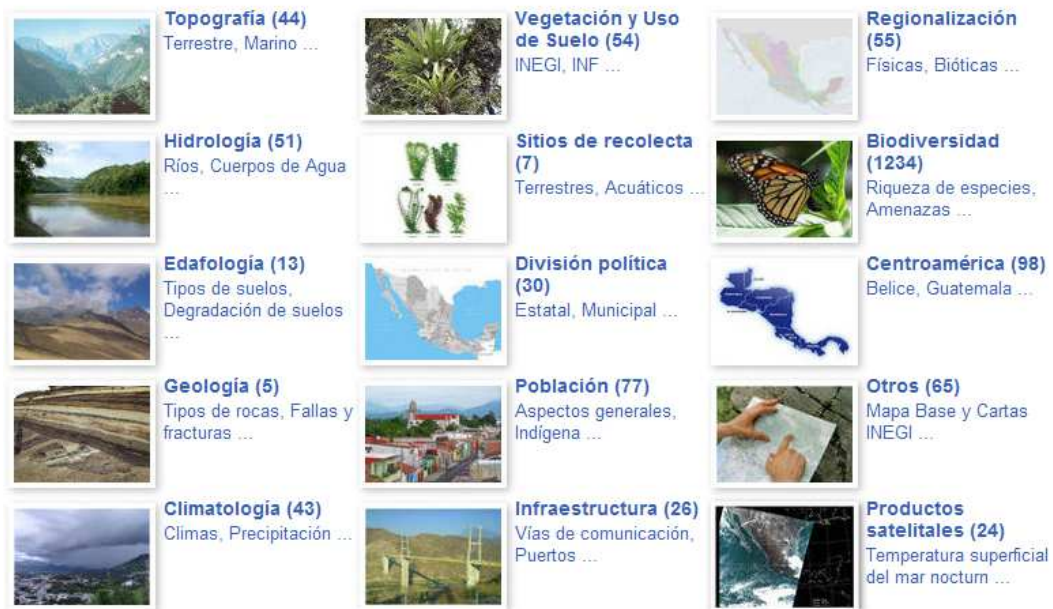 Topografía (44)
Terrestre, Marino ...
Vegetación y Uso
de Suelo (54)
INEGI, INF ...
Regionalización
(55)
Físicas, Bióticas ...
Hidrología (51)
Ríos, Cuerpos de Agua
...
Sitios de recolecta
(7)
Terrestres, Acuáticos ...
Biodiversidad
(1234)
Riqueza de especies,
Amenazas ...
Edafología (13)
Tipos de suelos,
Degradación de suelos
...
División política
(30)
Estatal, Municipal ...
Centroamérica (98)
Belice, Guatemala ...
Geología (5)
Tipos de rocas, Fallas y
fracturas ...
Población (77)
Aspectos generales,
Indígena ...
Otros (65)
Mapa Base y Cartas
INEGI ...
Climatología (43)
Climas, Precipitación ...
Infraestructura (26)
Vías de comunicación,
Puertos ...
Productos
satelitales (24)
Temperatura superficial
del mar nocturn ...